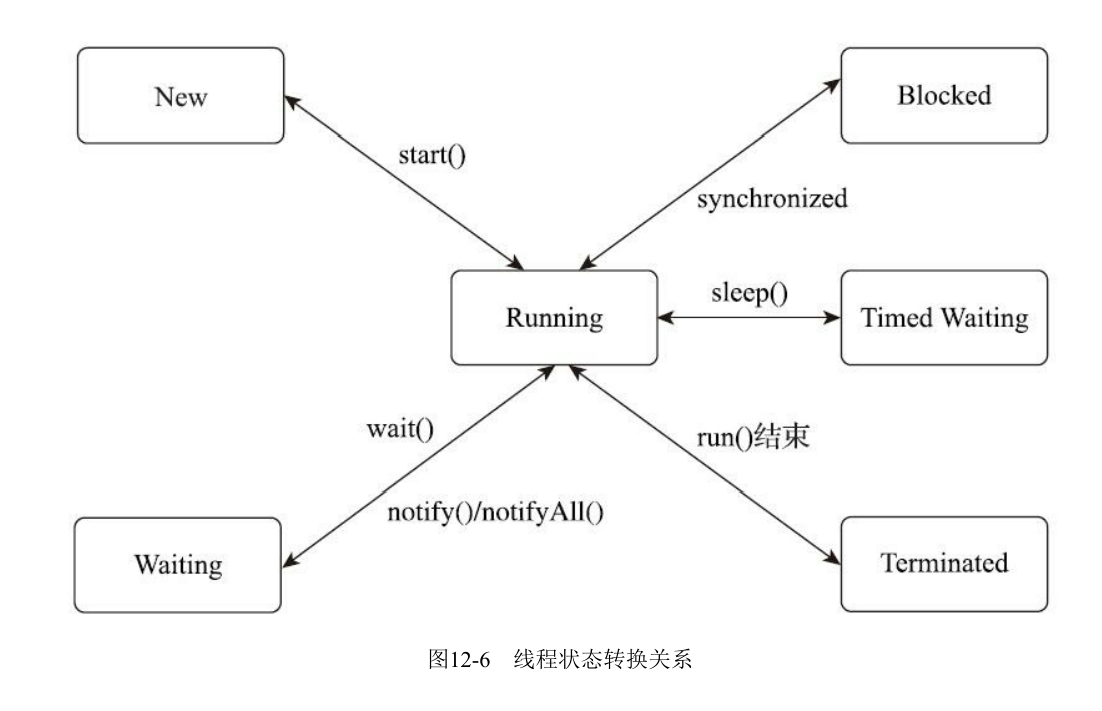 New
Blocked
start()
synchronized
sleep()
Running
Timed Waiting
wait()
run()结束
notify()/notifyAll()
Waiting
Terminated
图12-6 线程状态转换关系